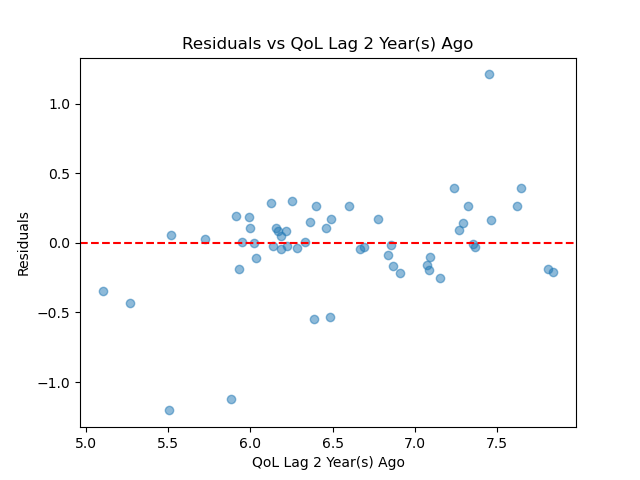 Residuals vs QoL Lag 2 Year(s) Ago
Residuals
1.0
0.5
0.0
−0.5
−1.0
5.0 5.5 6.0 6.5 7.0 7.5
QoL Lag 2 Year(s) Ago